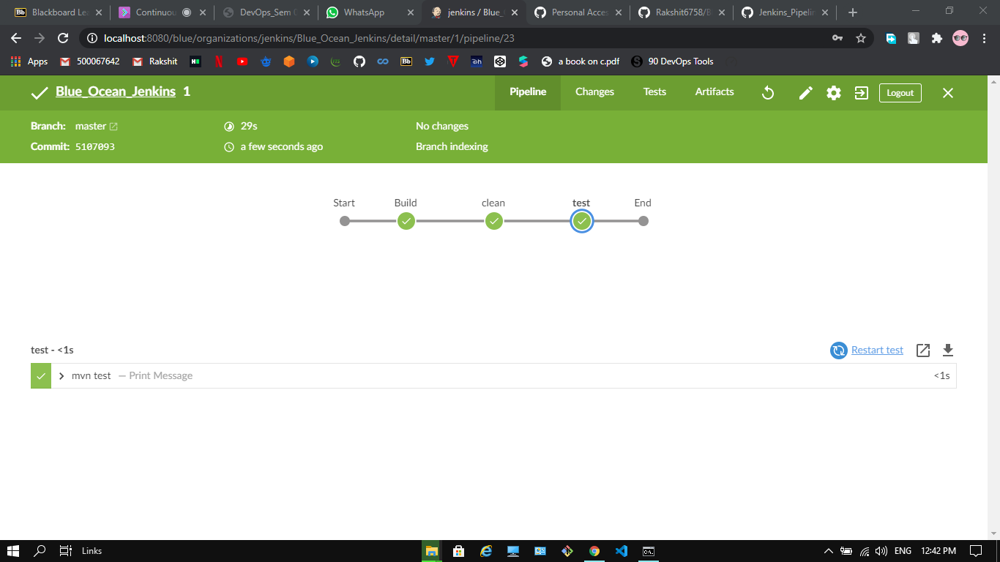 Blackboard Lea
Continuou
DevOps_Sem
WhatsApp
jenkins / Blue_
Personal Acces
Rakshit6758/B
Jenkins_Pipelin
localhost:8080/blue/organizations/jenkins/Blue_Ocean_Jenkins/detail/master/1/pipeline/23
Apps 500067642 Rakshit a book on c.pdf 90 DevOps Tools
Blue_Ocean_Jenkins 1 Pipeline Changes Tests Artifacts Logout
Branch: master 29s No changes
Commit: 5107093 a few seconds ago Branch indexing
Start Build clean test End
test - <1s Restart test
mvn test — Print Message <1s
Links ENG 12:42 PM